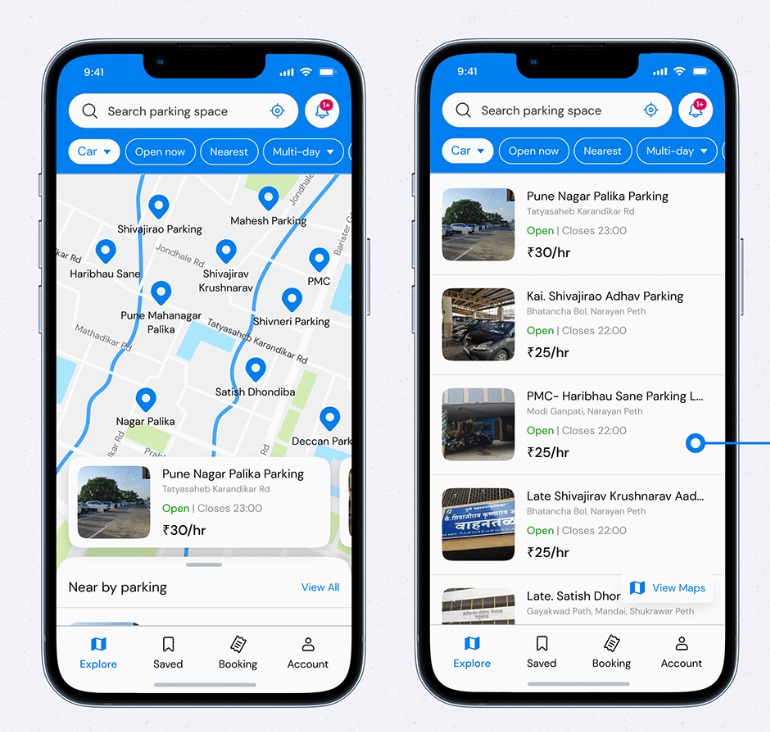 9:41
Search parking space
1+
Car
Open now
Nearest
Multi-day
Jondhale
Mahesh Parking
Shivajirao Parking
Jondhale Rd
kar Rd
Haribhau Sane
Shivajirav
Krushnarav
PMC
Pune Mahanagar
Palika
Shivneri Parking
Mathadikar Rd
Tatyasaheb Karandikar Rd
Satish Dhondiba
Nagar Palika
Deccan Park
Pune Nagar Palika Parking
Tatyasaheb Karandikar Rd
Open | Closes 23:00
₹30/hr
Near by parking
View All
Explore
Saved
Booking
Account
9:41
Search parking space
1+
Car
Open now
Nearest
Multi-day
Pune Nagar Palika Parking
Tatyasaheb Karandikar Rd
Open | Closes 23:00
₹30/hr
Kai. Shivajirao Adhav Parking
Bhatancha Bol, Narayan Peth
Open | Closes 22:00
₹25/hr
PMC- Haribhau Sane Parking L...
Modi Ganpati, Narayan Peth
Open | Closes 22:00
₹25/hr
Late Shivajirav Krushnarav Aad...
Bhatancha Bol, Narayan Peth
Open | Closes 22:00
₹25/hr
वाहनतळ
Late. Satish Dhon
View Maps
Gayakwad Path, Mandai, Shukrawar Peth
Explore
Saved
Booking
Account